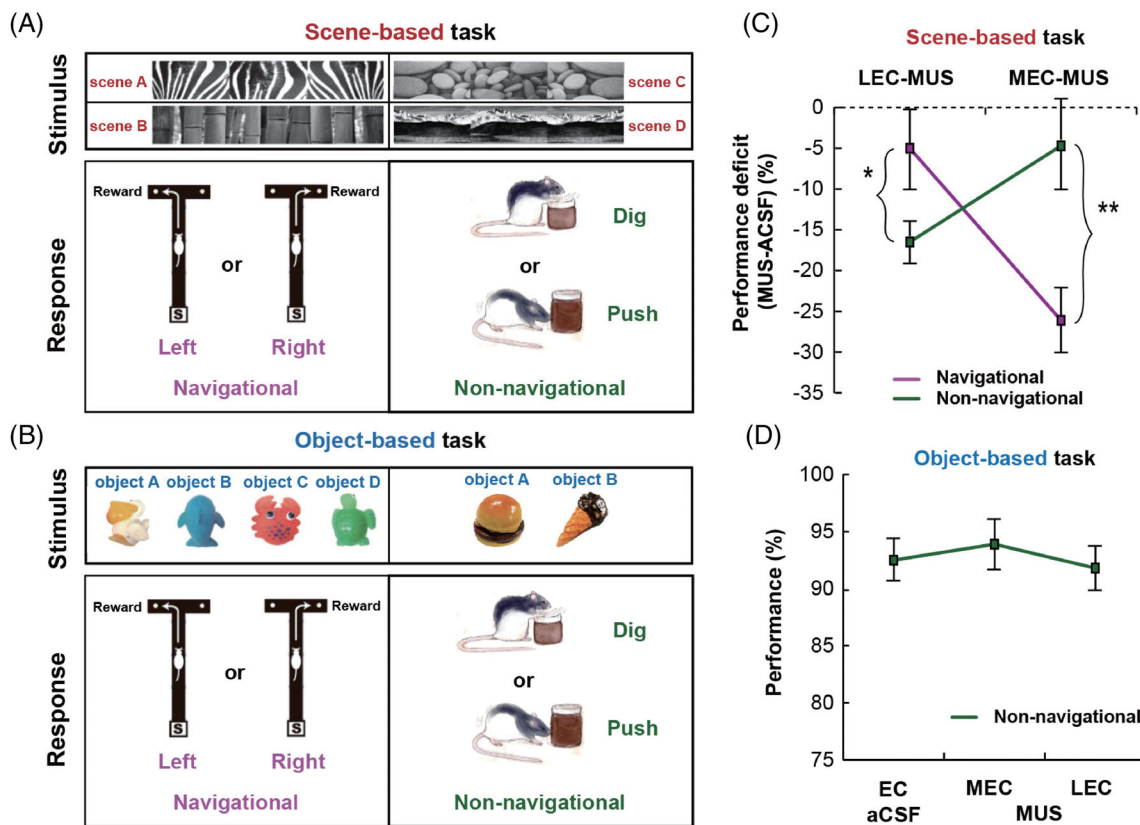 (A)
Scene-based task
Stimulus
scene A
scene C
scene B
scene D
Response
Reward
Reward
or
S
S
Left
Right
Navigational
Dig
or
Push
Non-navigational
(B)
Object-based task
Stimulus
object A object B object C object D
object A object B
Response
Reward
Reward
or
S
S
Left
Right
Navigational
Dig
or
Push
Non-navigational
(C)
Scene-based task
LEC-MUS MEC-MUS
Performance deficit
(MUS-ACSF) (%)
0
-5
-10
-15
-20
-25
-30
-35
*
**
Navigational
Non-navigational
(D)
Object-based task
Performance (%)
100
95
90
85
80
75
Non-navigational
EC MEC LEC
aCSF MUS